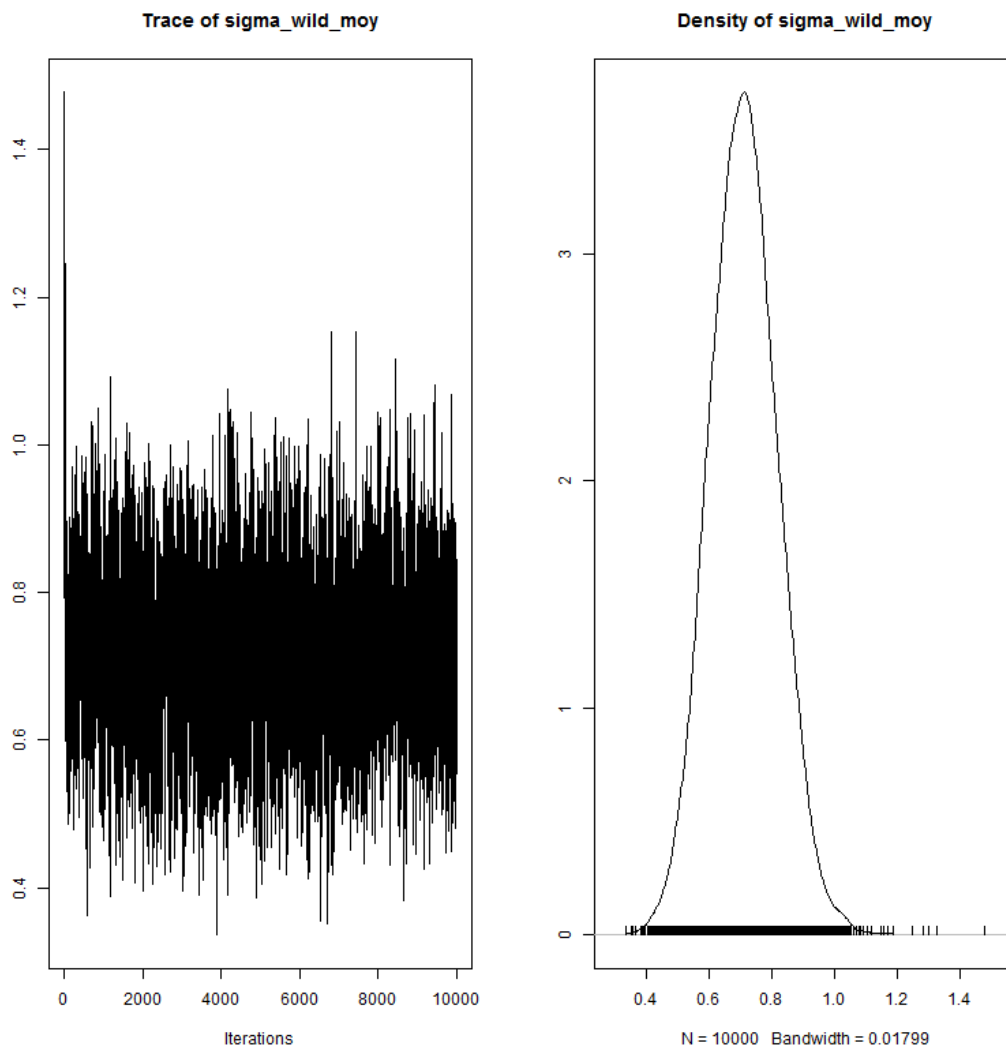 Trace of sigma_wild_moy
1.4
1.2
1.0
0.8
0.6
0.4
0 2000 4000 6000 8000 10000
Iterations
Density of sigma_wild_moy
3
2
1
0
0.4 0.6 0.8 1.0 1.2 1.4
N = 10000 Bandwidth = 0.01799